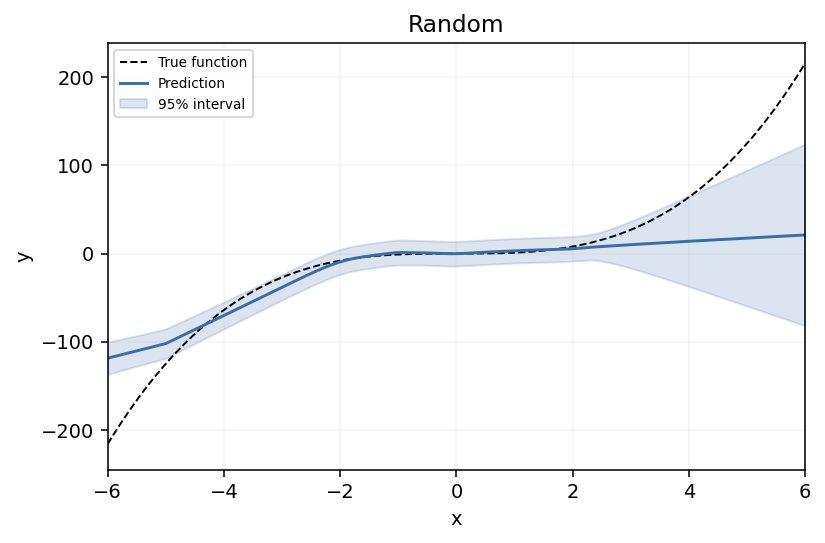 Random
True function
Prediction
95% interval
200
100
0
−100
−200
y
−6
−4
−2
0
2
4
6
x